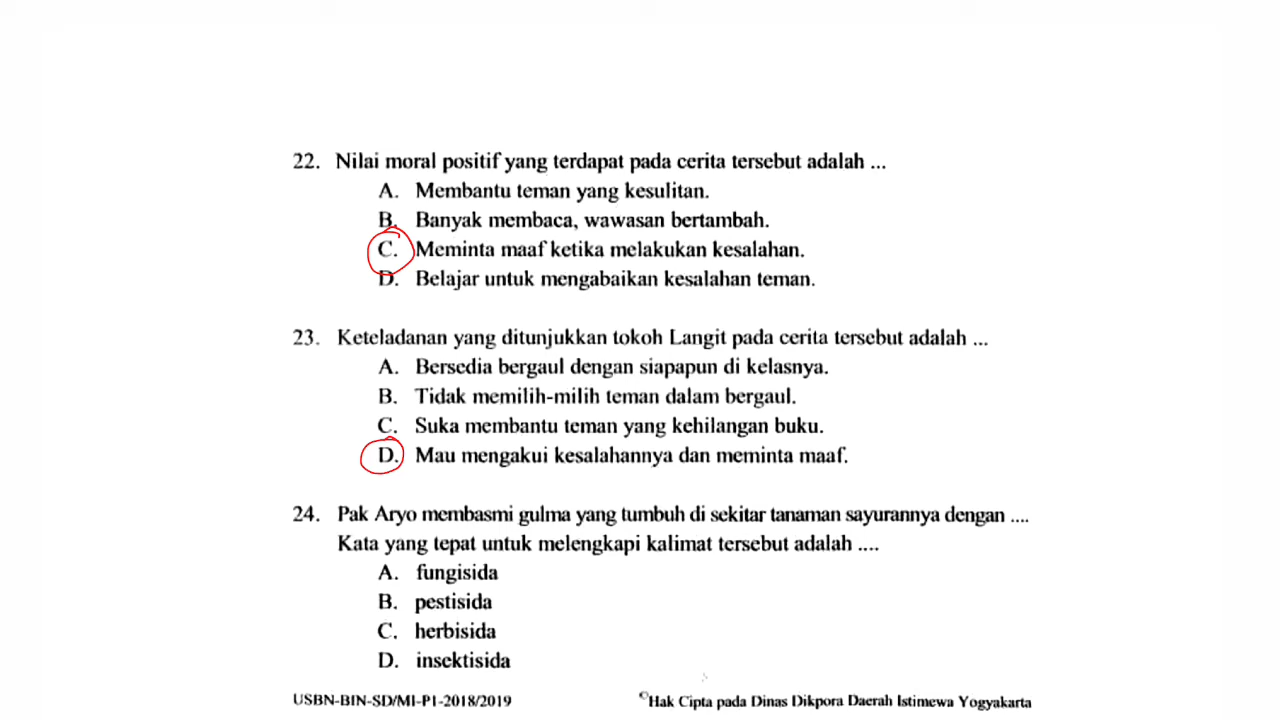 22. Nilai moral positif yang terdapat pada cerita tersebut adalah ...
A. Membantu teman yang kesulitan.
B. Banyak membaca, wawasan bertambah.
C. Meminta maaf ketika melakukan kesalahan.
D. Belajar untuk mengabaikan kesalahan teman.
23. Keteladanan yang ditunjukkan tokoh Langit pada cerita tersebut adalah ...
A. Bersedia bergaul dengan siapapun di kelasnya.
B. Tidak memilih-milih teman dalam bergaul.
C. Suka membantu teman yang kehilangan buku.
D. Mau mengakui kesalahannya dan meminta maaf.
24. Pak Aryo membasmi gulma yang tumbuh di sekitar tanaman sayurannya dengan ....
Kata yang tepat untuk melengkapi kalimat tersebut adalah ....
A. fungisida
B. pestisida
C. herbisida
D. insektisida
USBN-BIN-SD/MI-P1-2018/2019 ©Hak Cipta pada Dinas Dikpora Daerah Istimewa Yogyakarta